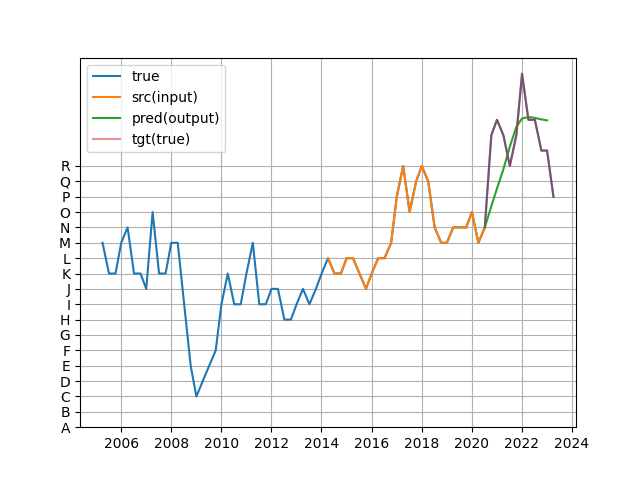 true
src(input)
pred(output)
tgt(true)
R
Q
P
O
N
M
L
K
J
I
H
G
F
E
D
C
B
A
2006 2008 2010 2012 2014 2016 2018 2020 2022 2024